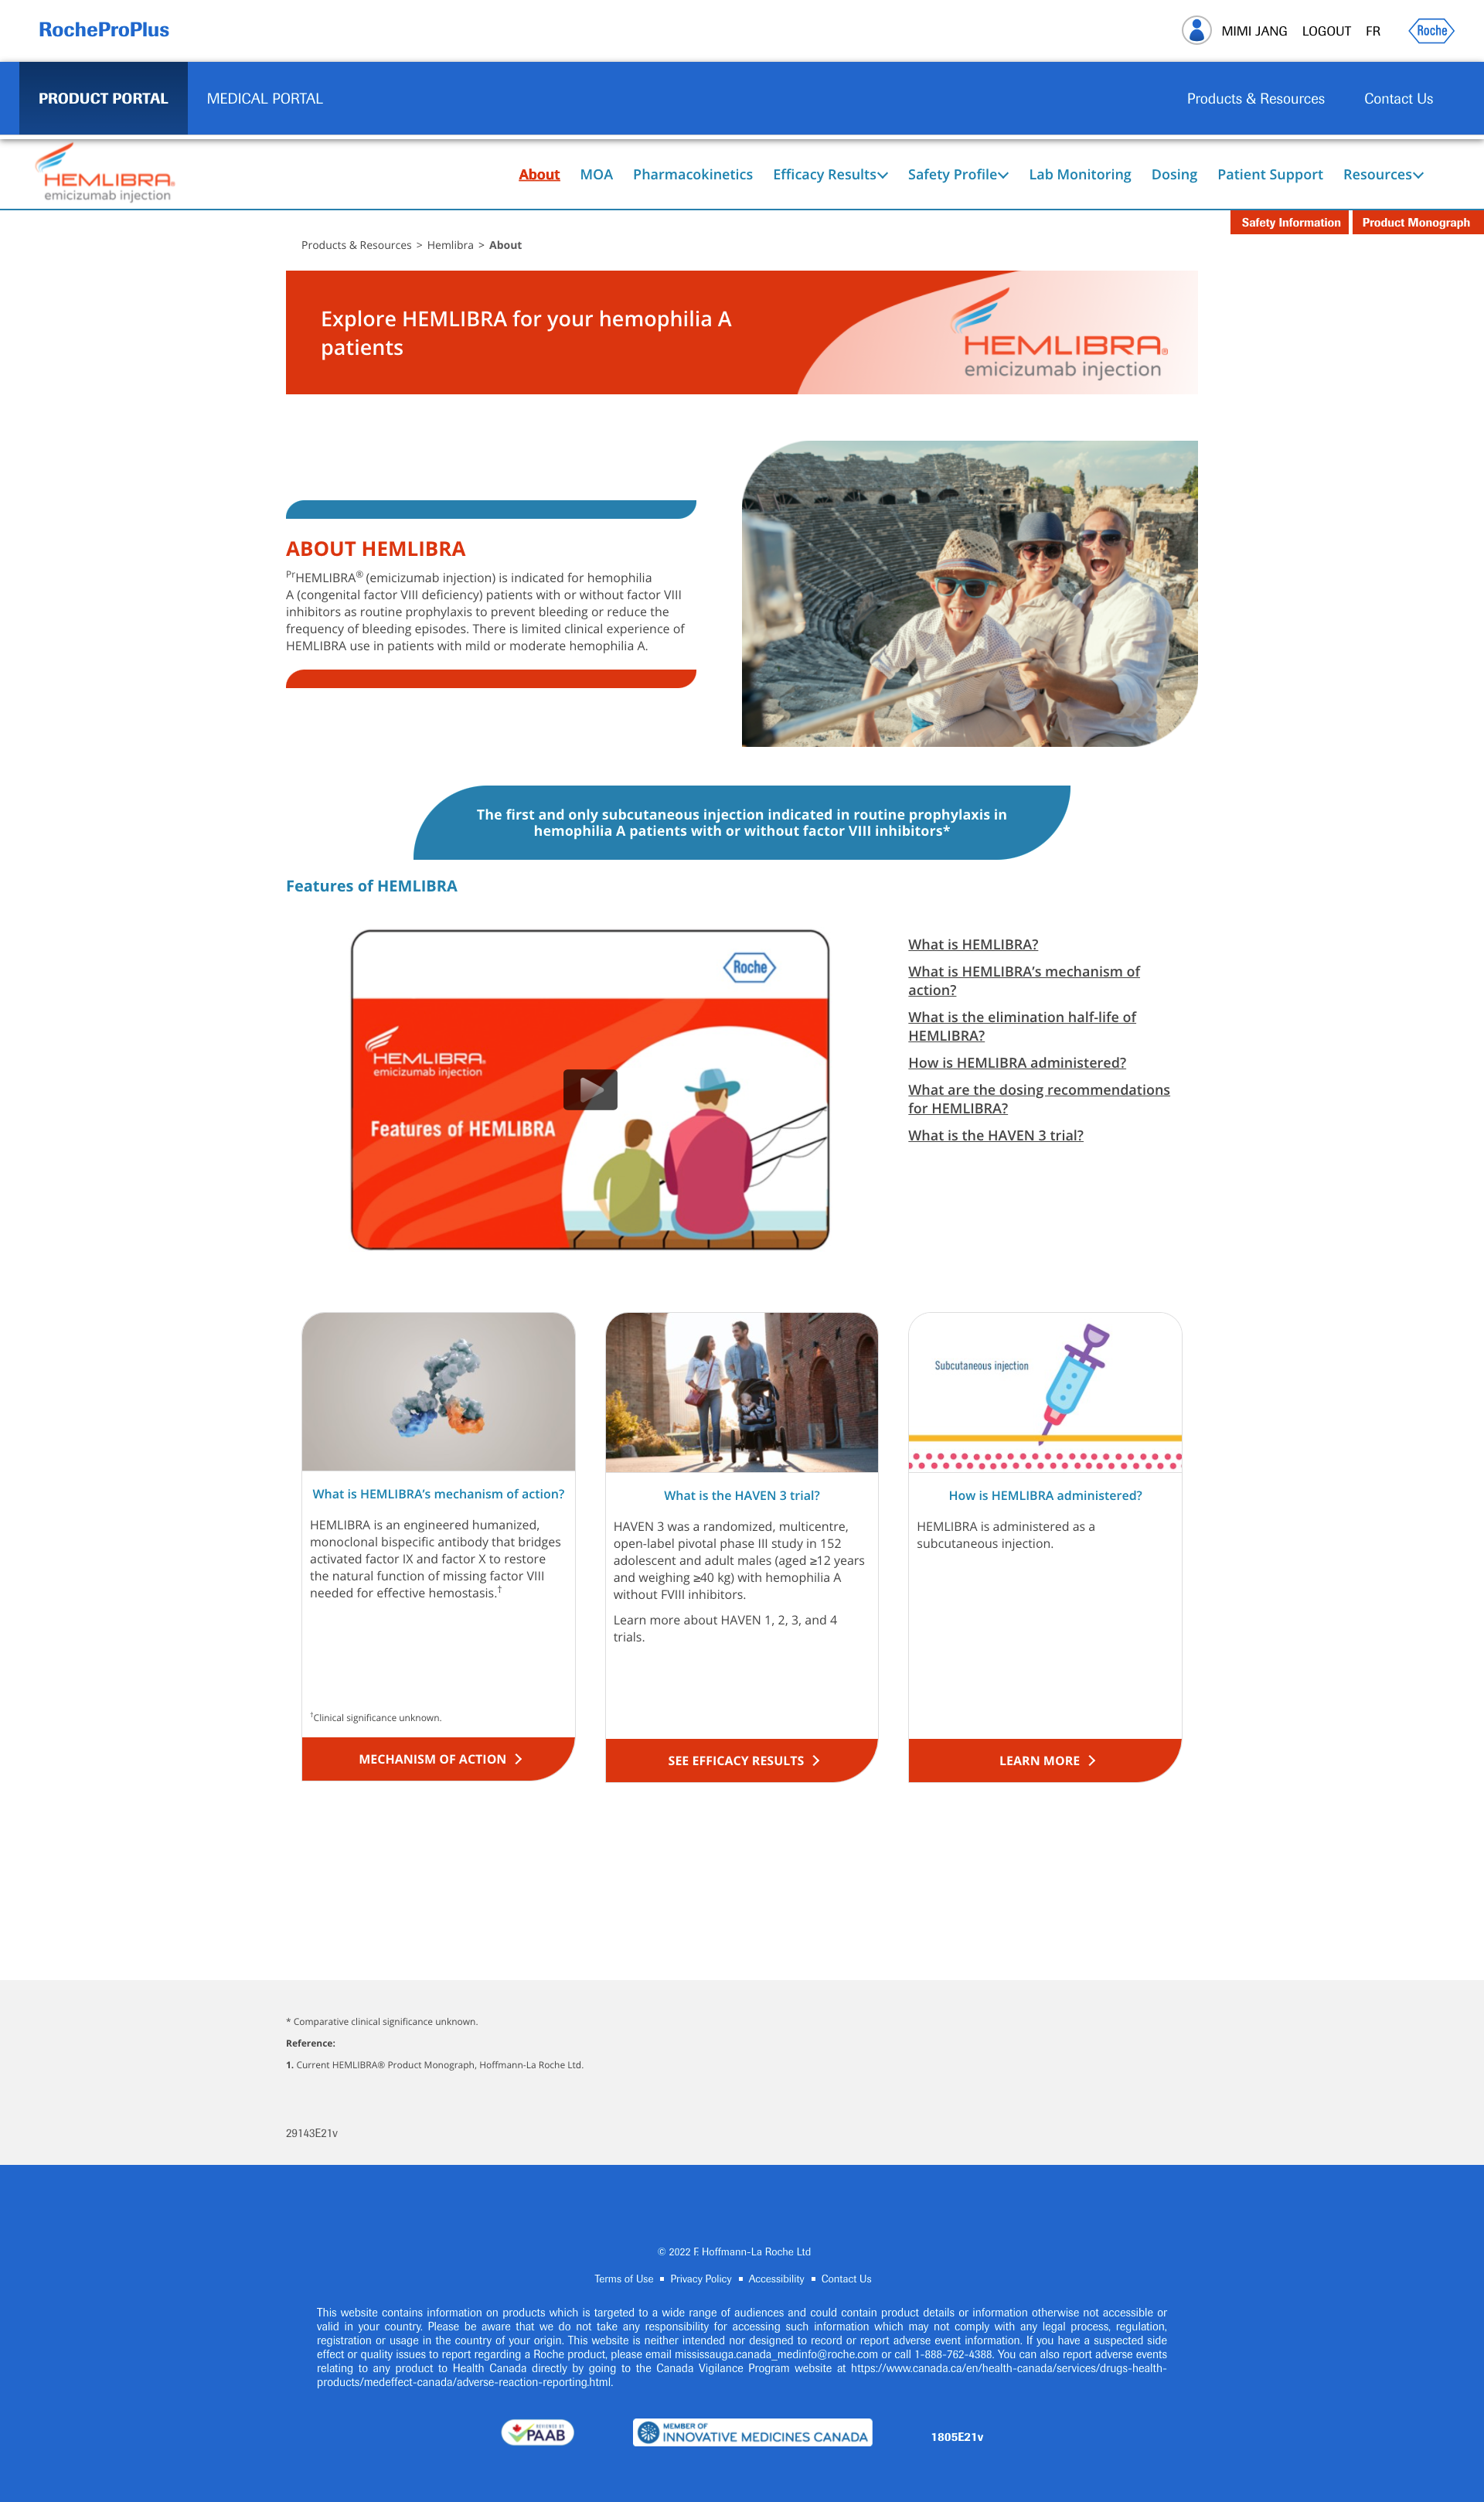 RocheProPlus
MIMI JANG LOGOUT FR Roche
PRODUCT PORTAL MEDICAL PORTAL Products & Resources Contact Us
HEMLIBRA®
emicizumab injection
About MOA Pharmacokinetics Efficacy Results Safety Profile Lab Monitoring Dosing Patient Support Resources
Safety Information Product Monograph
Products & Resources > Hemlibra > About
Explore HEMLIBRA for your hemophilia A
patients
HEMLIBRA®
emicizumab injection
ABOUT HEMLIBRA
PrHEMLIBRA® (emicizumab injection) is indicated for hemophilia
A (congenital factor VIII deficiency) patients with or without factor VIII
inhibitors as routine prophylaxis to prevent bleeding or reduce the
frequency of bleeding episodes. There is limited clinical experience of
HEMLIBRA use in patients with mild or moderate hemophilia A.
The first and only subcutaneous injection indicated in routine prophylaxis in
hemophilia A patients with or without factor VIII inhibitors*
Features of HEMLIBRA
Roche
HEMLIBRA®
emicizumab injection
Features of HEMLIBRA
What is HEMLIBRA?
What is HEMLIBRA’s mechanism of
action?
What is the elimination half-life of
HEMLIBRA?
How is HEMLIBRA administered?
What are the dosing recommendations
for HEMLIBRA?
What is the HAVEN 3 trial?
What is HEMLIBRA’s mechanism of action?
HEMLIBRA is an engineered humanized,
monoclonal bispecific antibody that bridges
activated factor IX and factor X to restore
the natural function of missing factor VIII
needed for effective hemostasis.†
†Clinical significance unknown.
MECHANISM OF ACTION
What is the HAVEN 3 trial?
HAVEN 3 was a randomized, multicentre,
open-label pivotal phase III study in 152
adolescent and adult males (aged ≥12 years
and weighing ≥40 kg) with hemophilia A
without FVIII inhibitors.
Learn more about HAVEN 1, 2, 3, and 4
trials.
SEE EFFICACY RESULTS
Subcutaneous injection
How is HEMLIBRA administered?
HEMLIBRA is administered as a
subcutaneous injection.
LEARN MORE
* Comparative clinical significance unknown.
Reference:
1. Current HEMLIBRA® Product Monograph, Hoffmann-La Roche Ltd.
29143E21v
© 2022 F. Hoffmann-La Roche Ltd
Terms of Use ▪ Privacy Policy ▪ Accessibility ▪ Contact Us
This website contains information on products which is targeted to a wide range of audiences and could contain product details or information otherwise not accessible or
valid in your country. Please be aware that we do not take any responsibility for accessing such information which may not comply with any legal process, regulation,
registration or usage in the country of your origin. This website is neither intended nor designed to record or report adverse event information. If you have a suspected side
effect or quality issues to report regarding a Roche product, please email mississauga.canada_medinfo@roche.com or call 1-888-762-4388. You can also report adverse events
relating to any product to Health Canada directly by going to the Canada Vigilance Program website at https://www.canada.ca/en/health-canada/services/drugs-health-
products/medeffect-canada/adverse-reaction-reporting.html.
REVIEWED BY
PAAB
MEMBER OF
INNOVATIVE MEDICINES CANADA
1805E21v